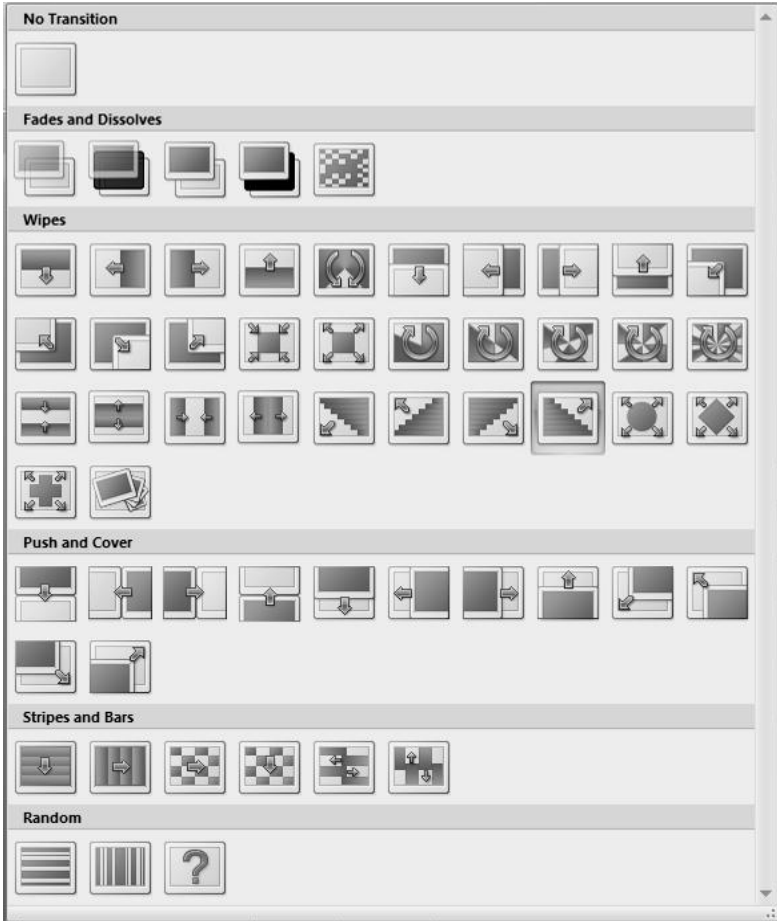 No Transition
Fades and Dissolves
Wipes
Push and Cover
Stripes and Bars
Random
?